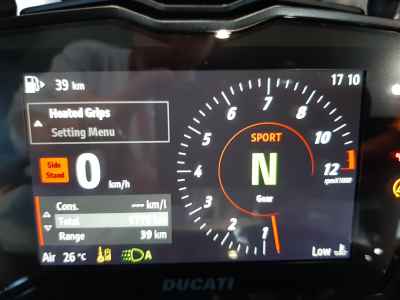 39 km
17 10
Heated Grips
Setting Menu
Side
Stand
0
km/h
Cons. --- km/l
Total
Range 39 km
Air 26 °C
A
SPORT
N
Gear
1
2
3
4
5
6
7
8
9
10
12
rpmX1000
Low
DUCATI